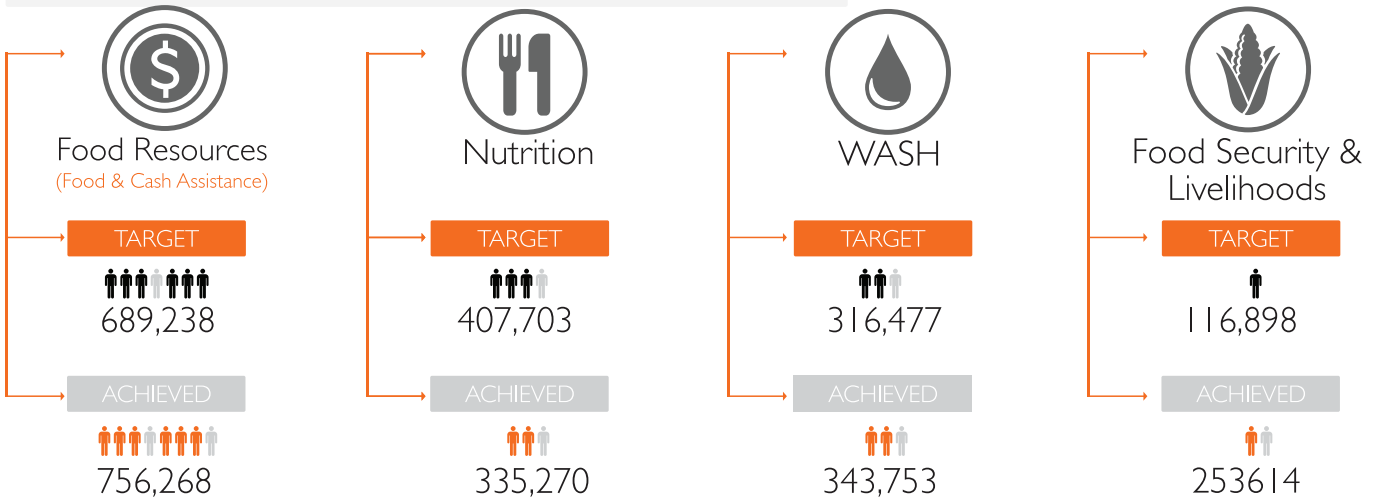 $
Food Resources
(Food & Cash Assistance)
TARGET
689,238
ACHIEVED
756,268
Nutrition
TARGET
407,703
ACHIEVED
335,270
WASH
TARGET
316,477
ACHIEVED
343,753
Food Security &
Livelihoods
TARGET
116,898
ACHIEVED
253614